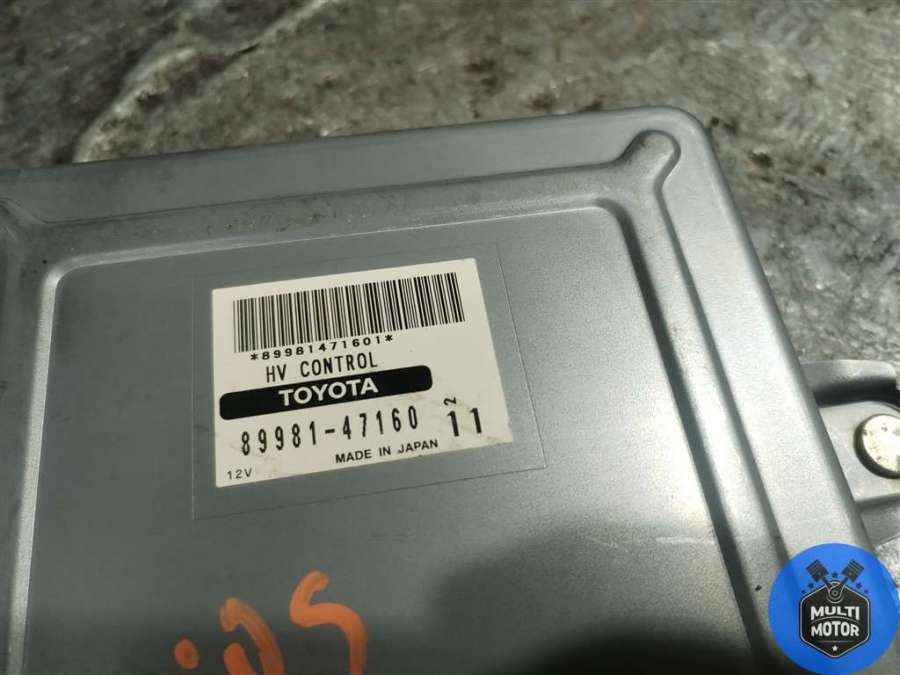 *89981471601*
HV CONTROL
TOYOTA
89981-47160 2 11
MADE IN JAPAN
12V
MULTI
MOTOR